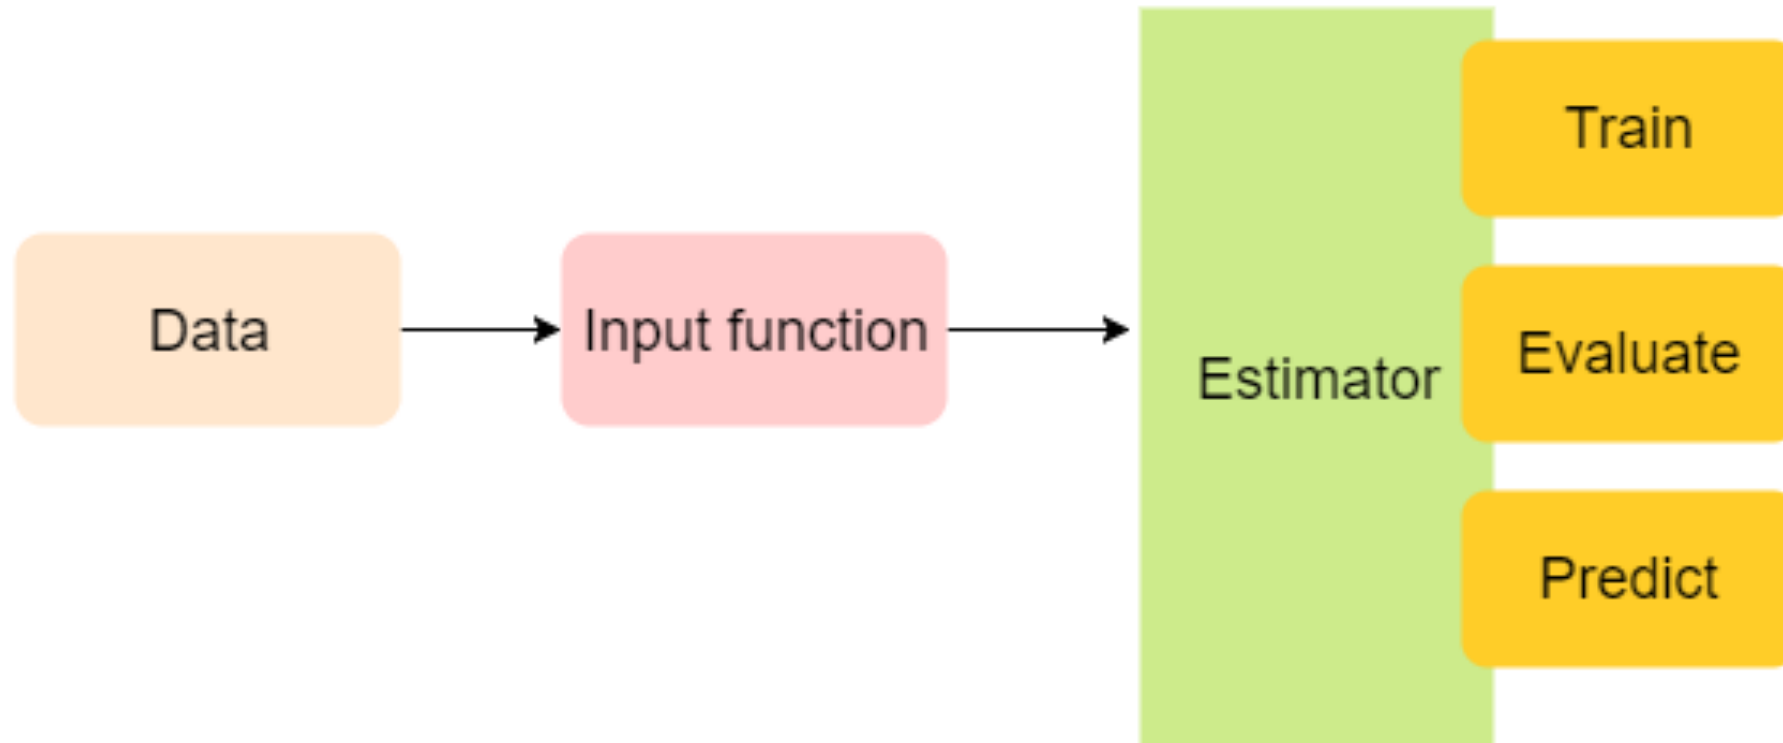 Data
Input function
Estimator
Train
Evaluate
Predict